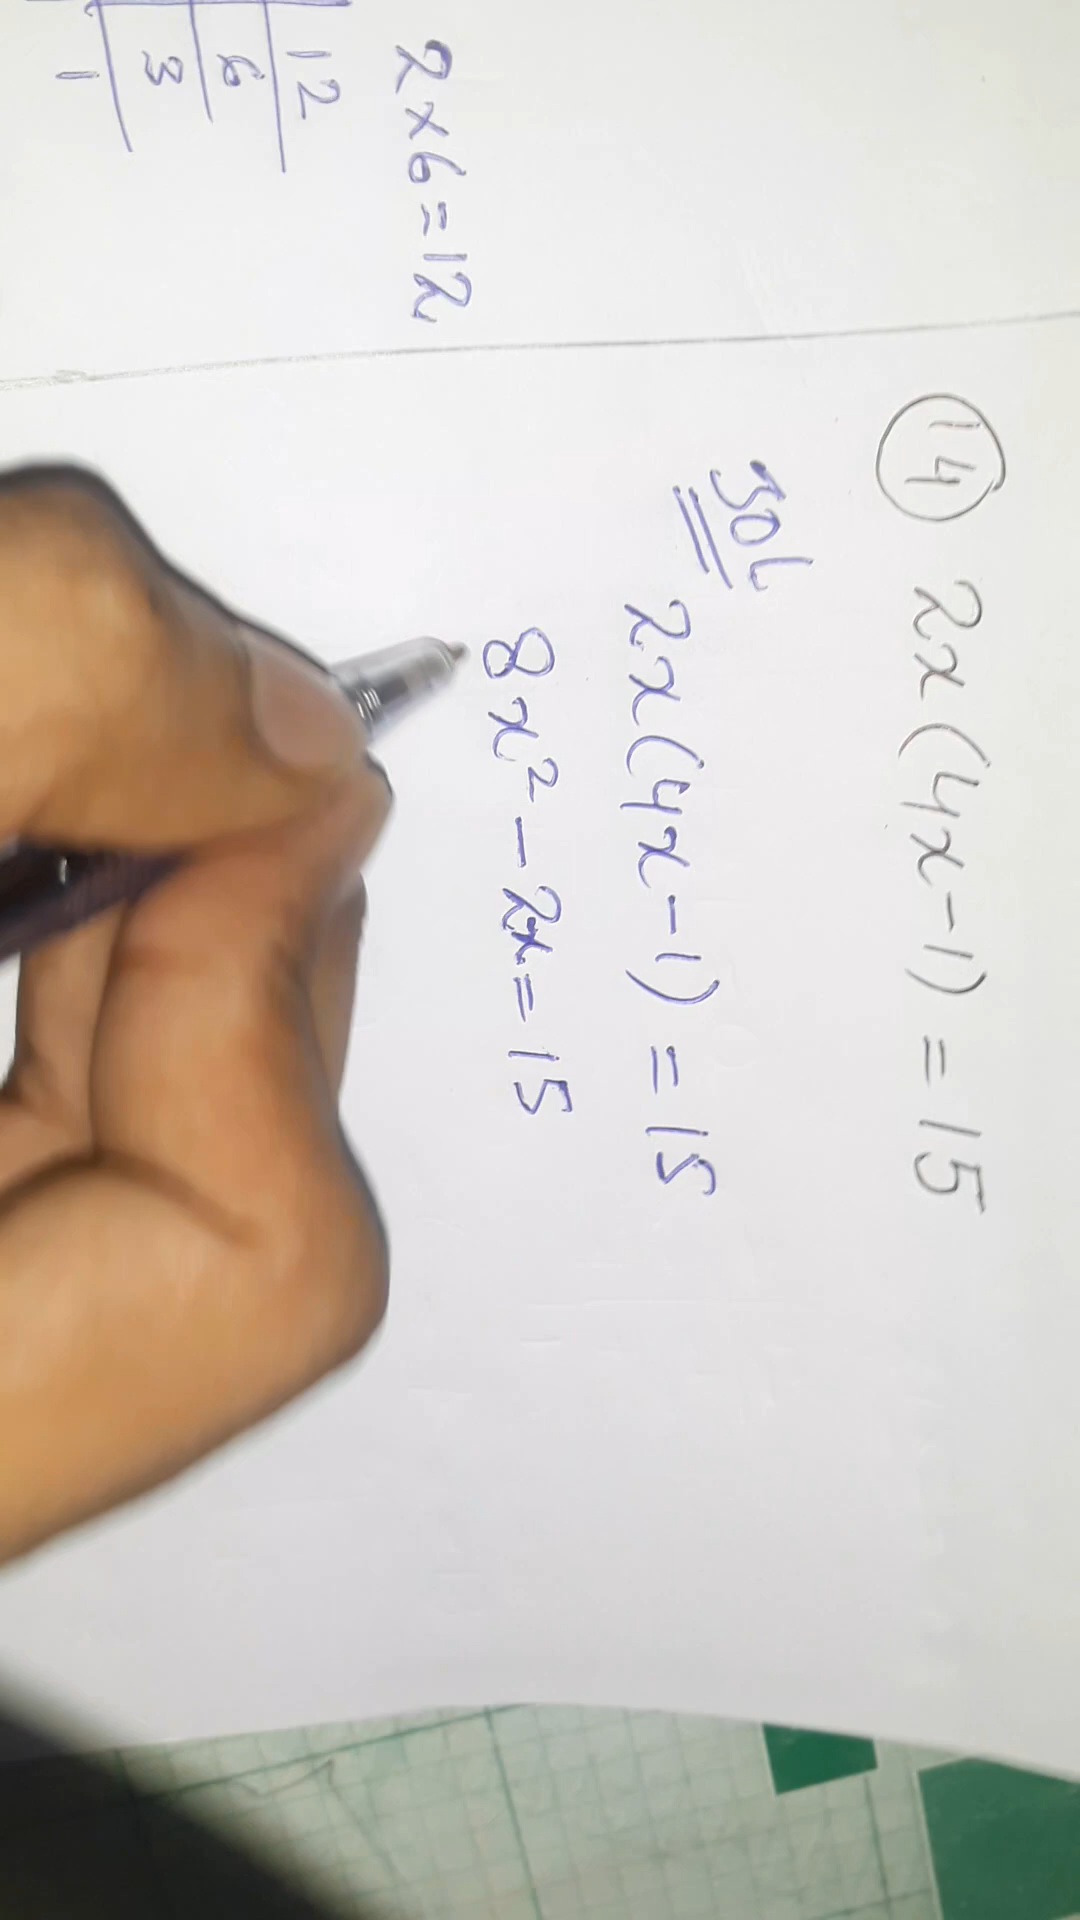 2×6=12
12
6
3
1
14 2x(4x-1) = 15
Sol
2x(4x-1) = 15
8x² - 2x = 15